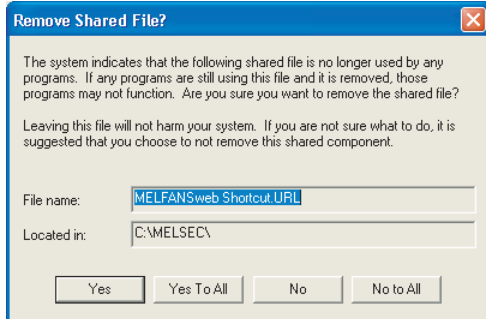 Remove Shared File?
The system indicates that the following shared file is no longer used by any
programs. If any programs are still using this file and it is removed, those
programs may not function. Are you sure you want to remove the shared file?
Leaving this file will not harm your system. If you are not sure what to do, it is
suggested that you choose to not remove this shared component.
File name: MELFANSweb Shortcut.URL
Located in: C:\MELSEC\
Yes Yes To All No No to All